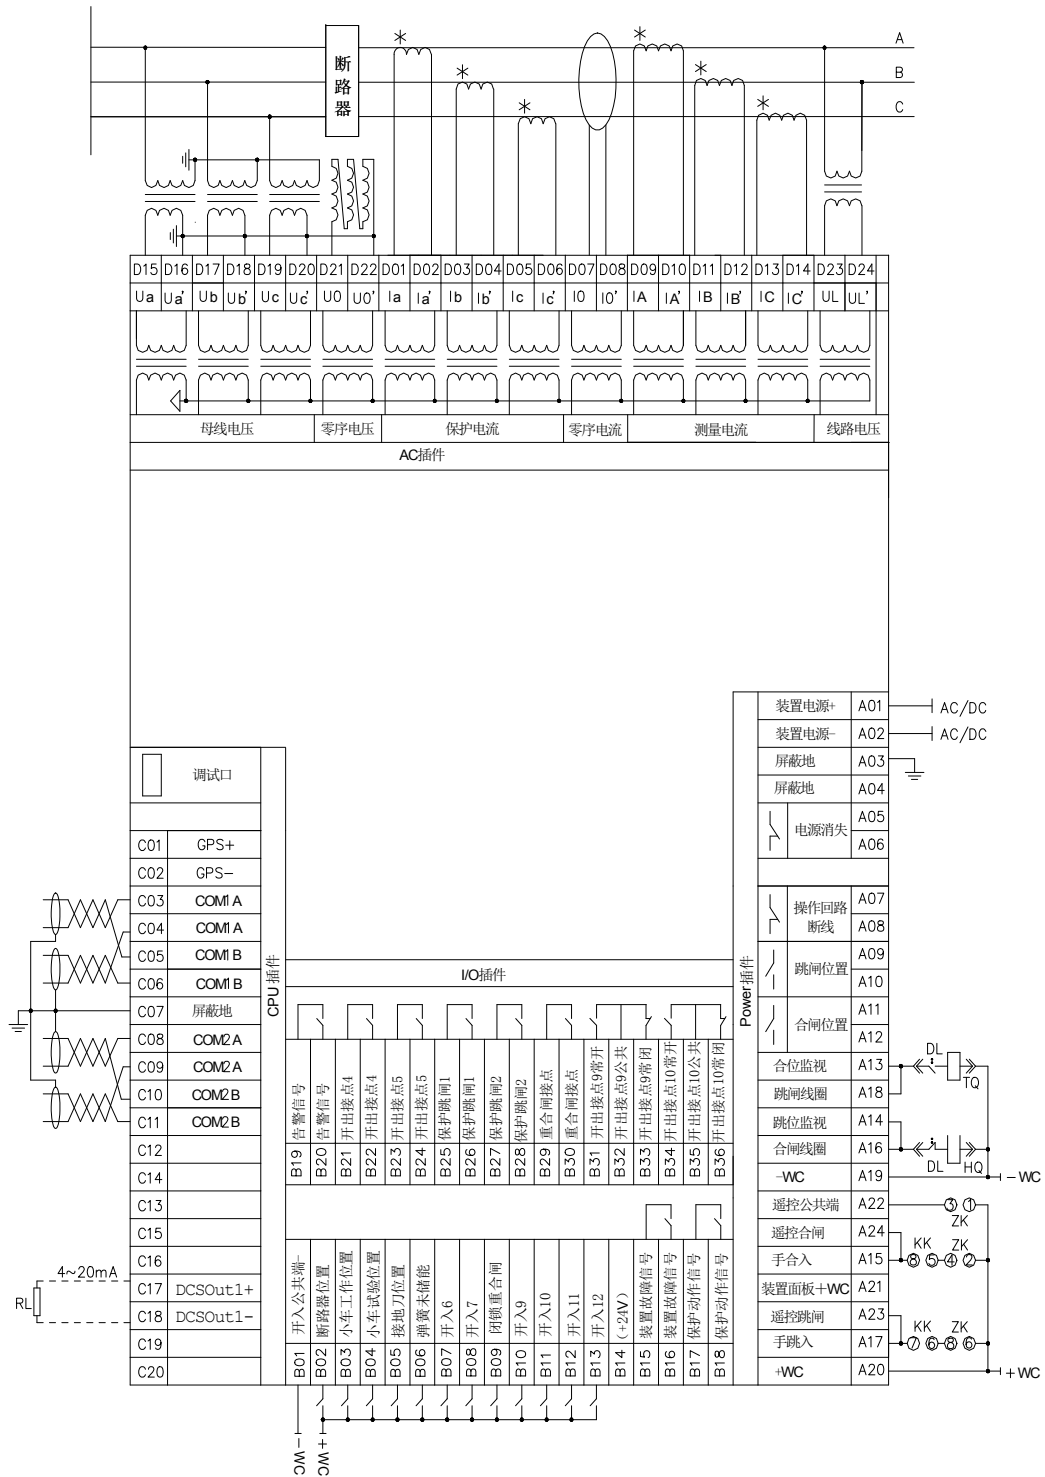 A
B
C
断路器
D15 D16 D17 D18 D19 D20 D21 D22 D01 D02 D03 D04 D05 D06 D07 D08 D09 D10 D11 D12 D13 D14 D23 D24
Ua Ua' Ub Ub' Uc Uc' U0 U0' Ia Ia' Ib Ib' Ic Ic' I0 I0' IA IA' IB IB' IC IC' UL UL'
母线电压 零序电压 保护电流 零序电流 测量电流 线路电压
AC插件
调试口
C01 GPS+
C02 GPS-
C03 COM1A
C04 COM1A
C05 COM1B
C06 COM1B
C07 屏蔽地
C08 COM2A
C09 COM2A
C10 COM2B
C11 COM2B
C12
C14
C13
C15
C16
C17 DCSOut1+
C18 DCSOut1-
C19
C20
4~20mA
RL
CPU插件
I/O插件
B19 告警信号
B20 告警信号
B21 开出接点4
B22 开出接点4
B23 开出接点5
B24 开出接点5
B25 保护跳闸1
B26 保护跳闸1
B27 保护跳闸2
B28 保护跳闸2
B29 重合闸接点
B30 重合闸接点
B31 开出接点9常开
B32 开出接点9公共
B33 开出接点9常闭
B34 开出接点10常开
B35 开出接点10公共
B36 开出接点10常闭
B01 开入公共端-
B02 断路器位置
B03 小车工作位置
B04 小车试验位置
B05 接地刀位置
B06 弹簧未储能
B07 开入6
B08 开入7
B09 闭锁重合闸
B10 开入9
B11 开入10
B12 开入11
B13 开入12
B14 (+24V)
B15 装置故障信号
B16 装置故障信号
B17 保护动作信号
B18 保护动作信号
-WC
+WC
Power插件
装置电源+ A01 AC/DC
装置电源- A02 AC/DC
屏蔽地 A03
屏蔽地 A04
电源消失 A05
A06
操作回路断线 A07
A08
跳闸位置 A09
A10
合闸位置 A11
A12
合位监视 A13 DL TQ
跳闸线圈 A18
跳位监视 A14
合闸线圈 A16 DL HQ
-WC A19 -WC
遥控公共端 A22 ③ ① ZK
遥控合闸 A24
手合入 A15 KK ⑧ ⑤ ZK ④ ②
装置面板+WC A21
遥控跳闸 A23
手跳入 A17 KK ⑦ ⑥ ZK ⑧ ⑥
+WC A20 +WC